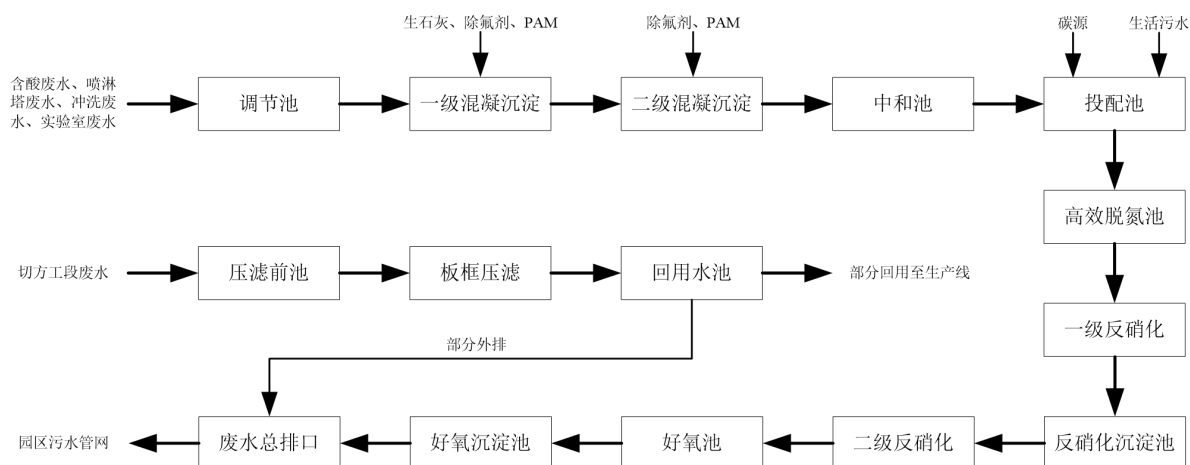 生石灰、除氟剂、PAM
除氟剂、PAM
碳源
生活污水
含酸废水、喷淋
塔废水、冲洗废
水、实验室废水
调节池
一级混凝沉淀
二级混凝沉淀
中和池
投配池
高效脱氮池
切方工段废水
压滤前池
板框压滤
回用水池
部分回用至生产线
一级反硝化
部分外排
园区污水管网
废水总排口
好氧沉淀池
好氧池
二级反硝化
反硝化沉淀池